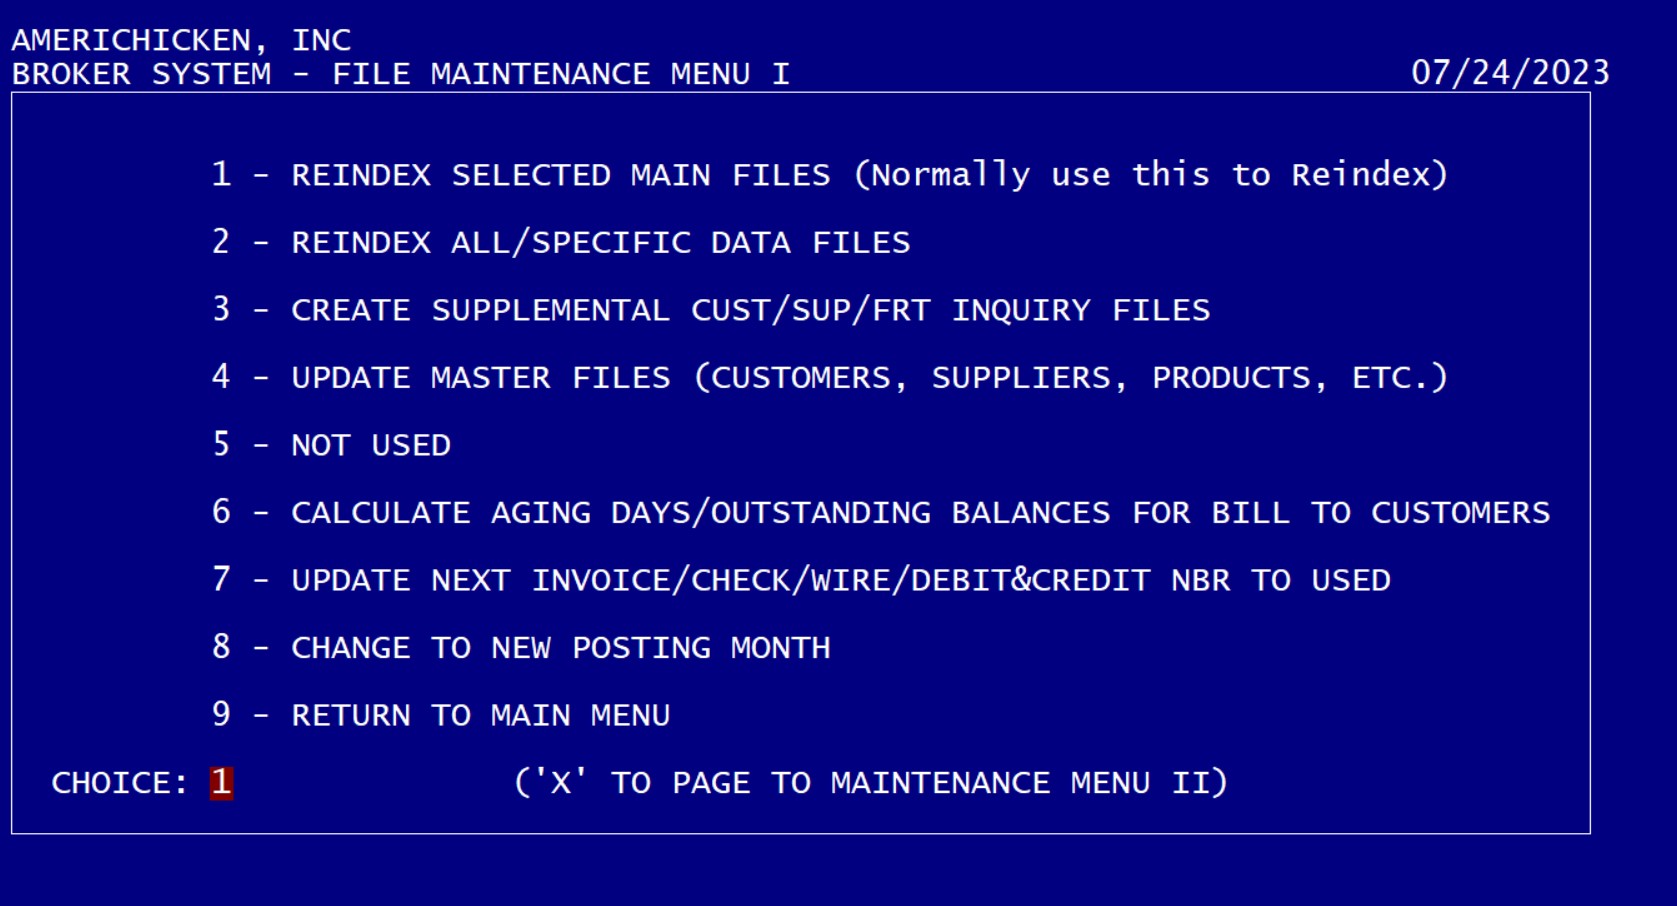 AMERICHICKEN, INC
BROKER SYSTEM - FILE MAINTENANCE MENU I 07/24/2023
1 - REINDEX SELECTED MAIN FILES (Normally use this to Reindex)
2 - REINDEX ALL/SPECIFIC DATA FILES
3 - CREATE SUPPLEMENTAL CUST/SUP/FRT INQUIRY FILES
4 - UPDATE MASTER FILES (CUSTOMERS, SUPPLIERS, PRODUCTS, ETC.)
5 - NOT USED
6 - CALCULATE AGING DAYS/OUTSTANDING BALANCES FOR BILL TO CUSTOMERS
7 - UPDATE NEXT INVOICE/CHECK/WIRE/DEBIT&CREDIT NBR TO USED
8 - CHANGE TO NEW POSTING MONTH
9 - RETURN TO MAIN MENU
CHOICE: 1 ('X' TO PAGE TO MAINTENANCE MENU II)